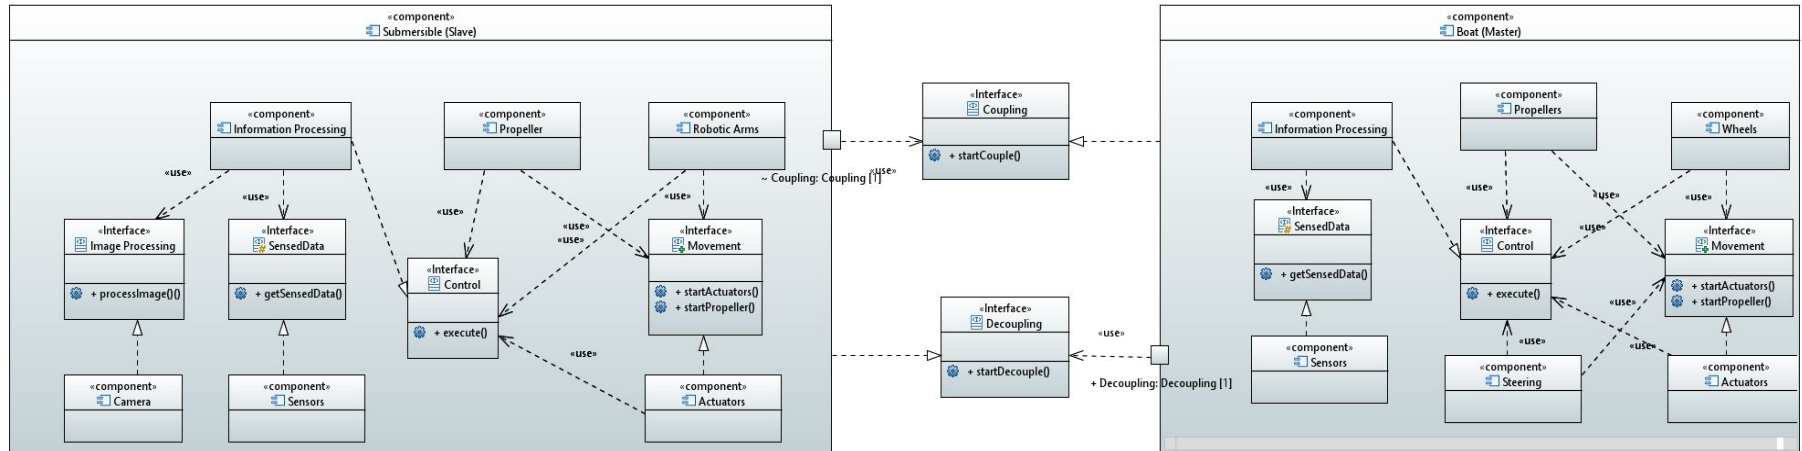 «component»
Submersible (Slave)
«component»
Information Processing
«component»
Propeller
«component»
Robotic Arms
«use»
«use»
«use»
«use»
«use»
«use»
«Interface»
Image Processing
+ processImage()()
«Interface»
SensedData
+ getSensedData()
«Interface»
Control
+ execute()
«Interface»
Movement
+ startActuators()
+ startPropeller()
«use»
«component»
Camera
«component»
Sensors
«component»
Actuators
«Interface»
Coupling
+ startCouple()
~ Coupling: Coupling [1]
«use»
«Interface»
Decoupling
+ startDecouple()
«use»
+ Decoupling: Decoupling [1]
«component»
Boat (Master)
«component»
Information Processing
«component»
Propellers
«component»
Wheels
«use»
«use»
«use»
«use»
«use»
«Interface»
SensedData
+ getSensedData()
«Interface»
Control
+ execute()
«Interface»
Movement
+ startActuators()
+ startPropeller()
«use»
«use»
«use»
«component»
Sensors
«component»
Steering
«component»
Actuators